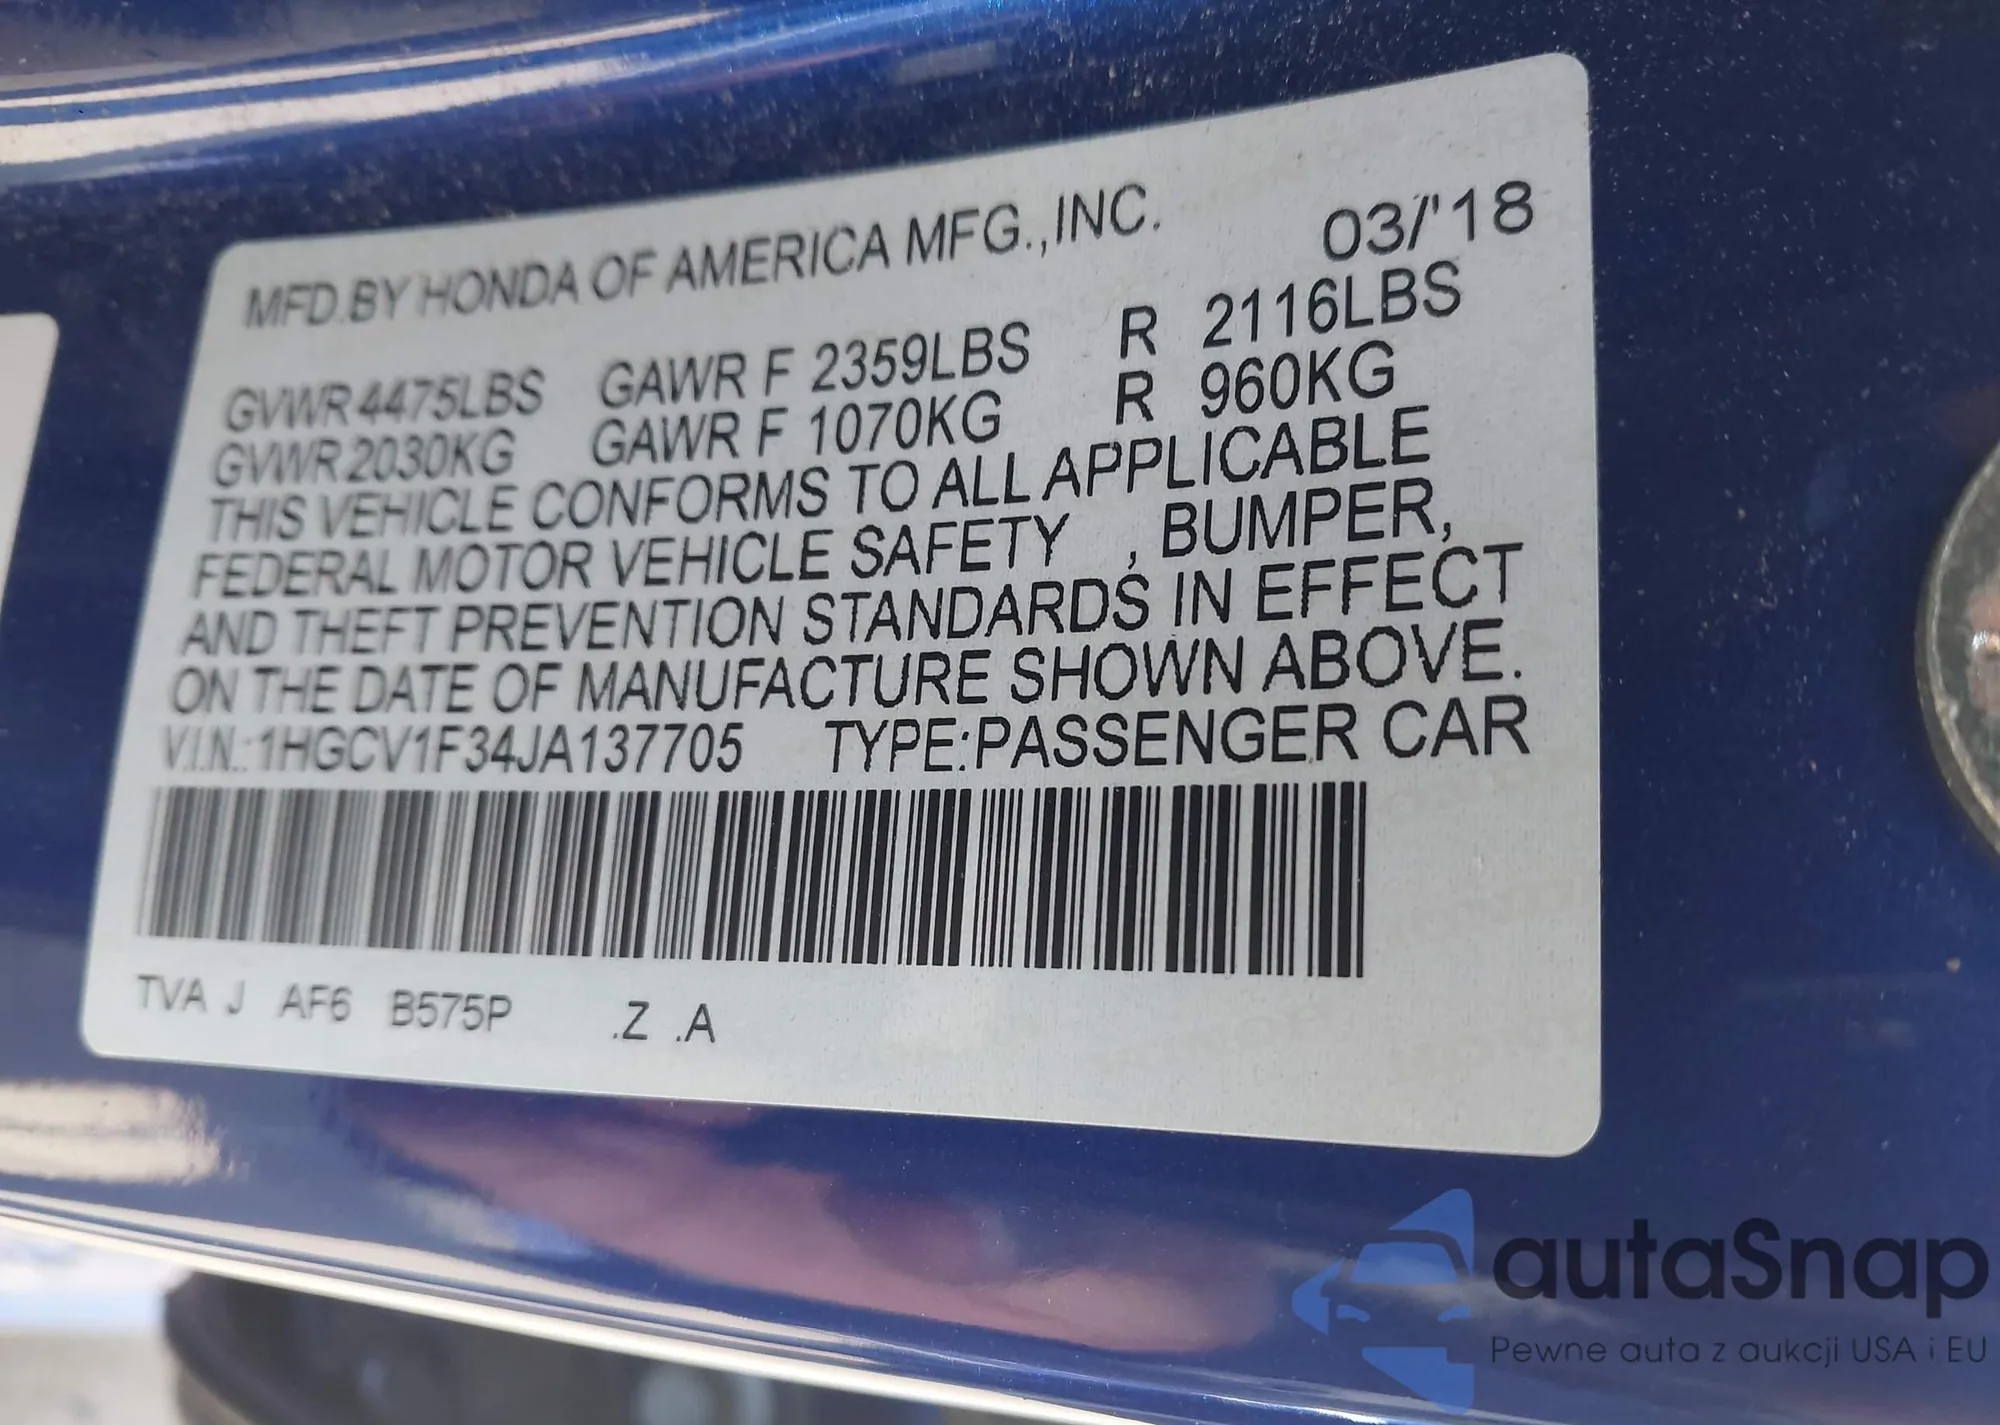 MFD.BY HONDA OF AMERICA MFG.,INC. 03/'18
GVWR 4475LBS GAWR F 2359LBS R 2116LBS
GVWR 2030KG GAWR F 1070KG R 960KG
THIS VEHICLE CONFORMS TO ALL APPLICABLE
FEDERAL MOTOR VEHICLE SAFETY , BUMPER,
AND THEFT PREVENTION STANDARDS IN EFFECT
ON THE DATE OF MANUFACTURE SHOWN ABOVE.
V.I.N.:1HGCV1F34JA137705 TYPE:PASSENGER CAR
TVA J AF6 B575P .Z .A
autaSnap
Pewne auta z aukcji USA i EU